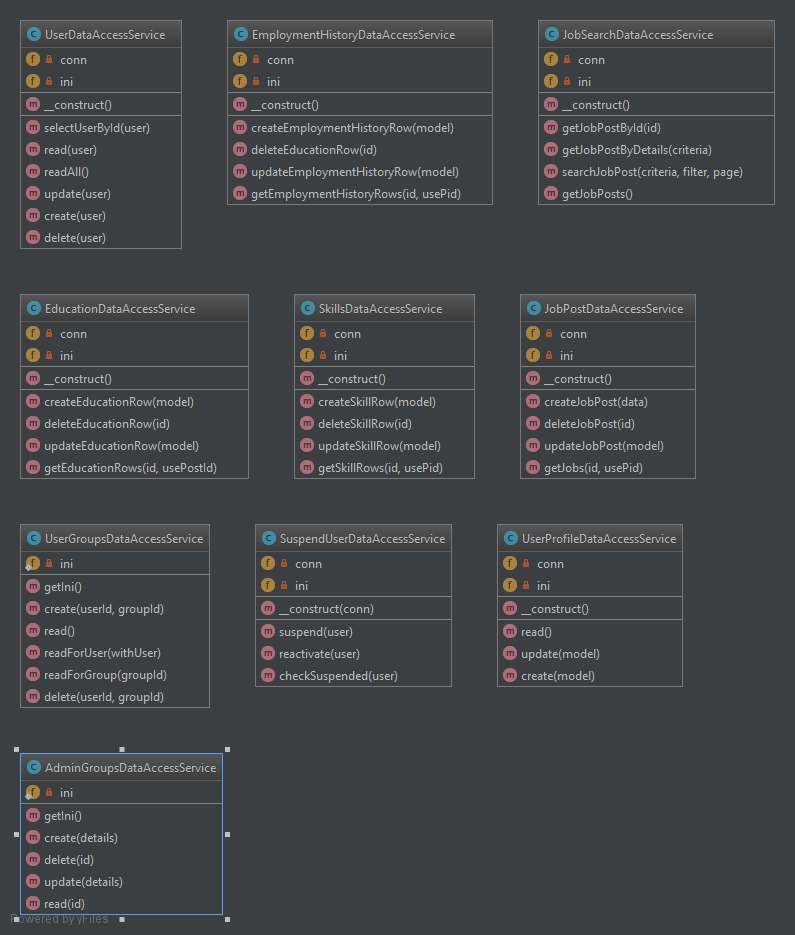 UserDataAccessService
conn
ini
__construct()
selectUserById(user)
read(user)
readAll()
update(user)
create(user)
delete(user)
EmploymentHistoryDataAccessService
conn
ini
__construct()
createEmploymentHistoryRow(model)
deleteEducationRow(id)
updateEmploymentHistoryRow(model)
getEmploymentHistoryRows(id, usePid)
JobSearchDataAccessService
conn
ini
__construct()
getJobPostById(id)
getJobPostByDetails(criteria)
searchJobPost(criteria, filter, page)
getJobPosts()
EducationDataAccessService
conn
ini
__construct()
createEducationRow(model)
deleteEducationRow(id)
updateEducationRow(model)
getEducationRows(id, usePostId)
SkillsDataAccessService
conn
ini
__construct()
createSkillRow(model)
deleteSkillRow(id)
updateSkillRow(model)
getSkillRows(id, usePid)
JobPostDataAccessService
conn
ini
__construct()
createJobPost(data)
deleteJobPost(id)
updateJobPost(model)
getJobs(id, usePid)
UserGroupsDataAccessService
ini
getIni()
create(userId, groupId)
read()
readForUser(withUser)
readForGroup(groupId)
delete(userId, groupId)
SuspendUserDataAccessService
conn
ini
__construct(conn)
suspend(user)
reactivate(user)
checkSuspended(user)
UserProfileDataAccessService
conn
ini
__construct()
read()
update(model)
create(model)
AdminGroupsDataAccessService
ini
getIni()
create(details)
delete(id)
update(details)
read(id)
Powered by yFiles